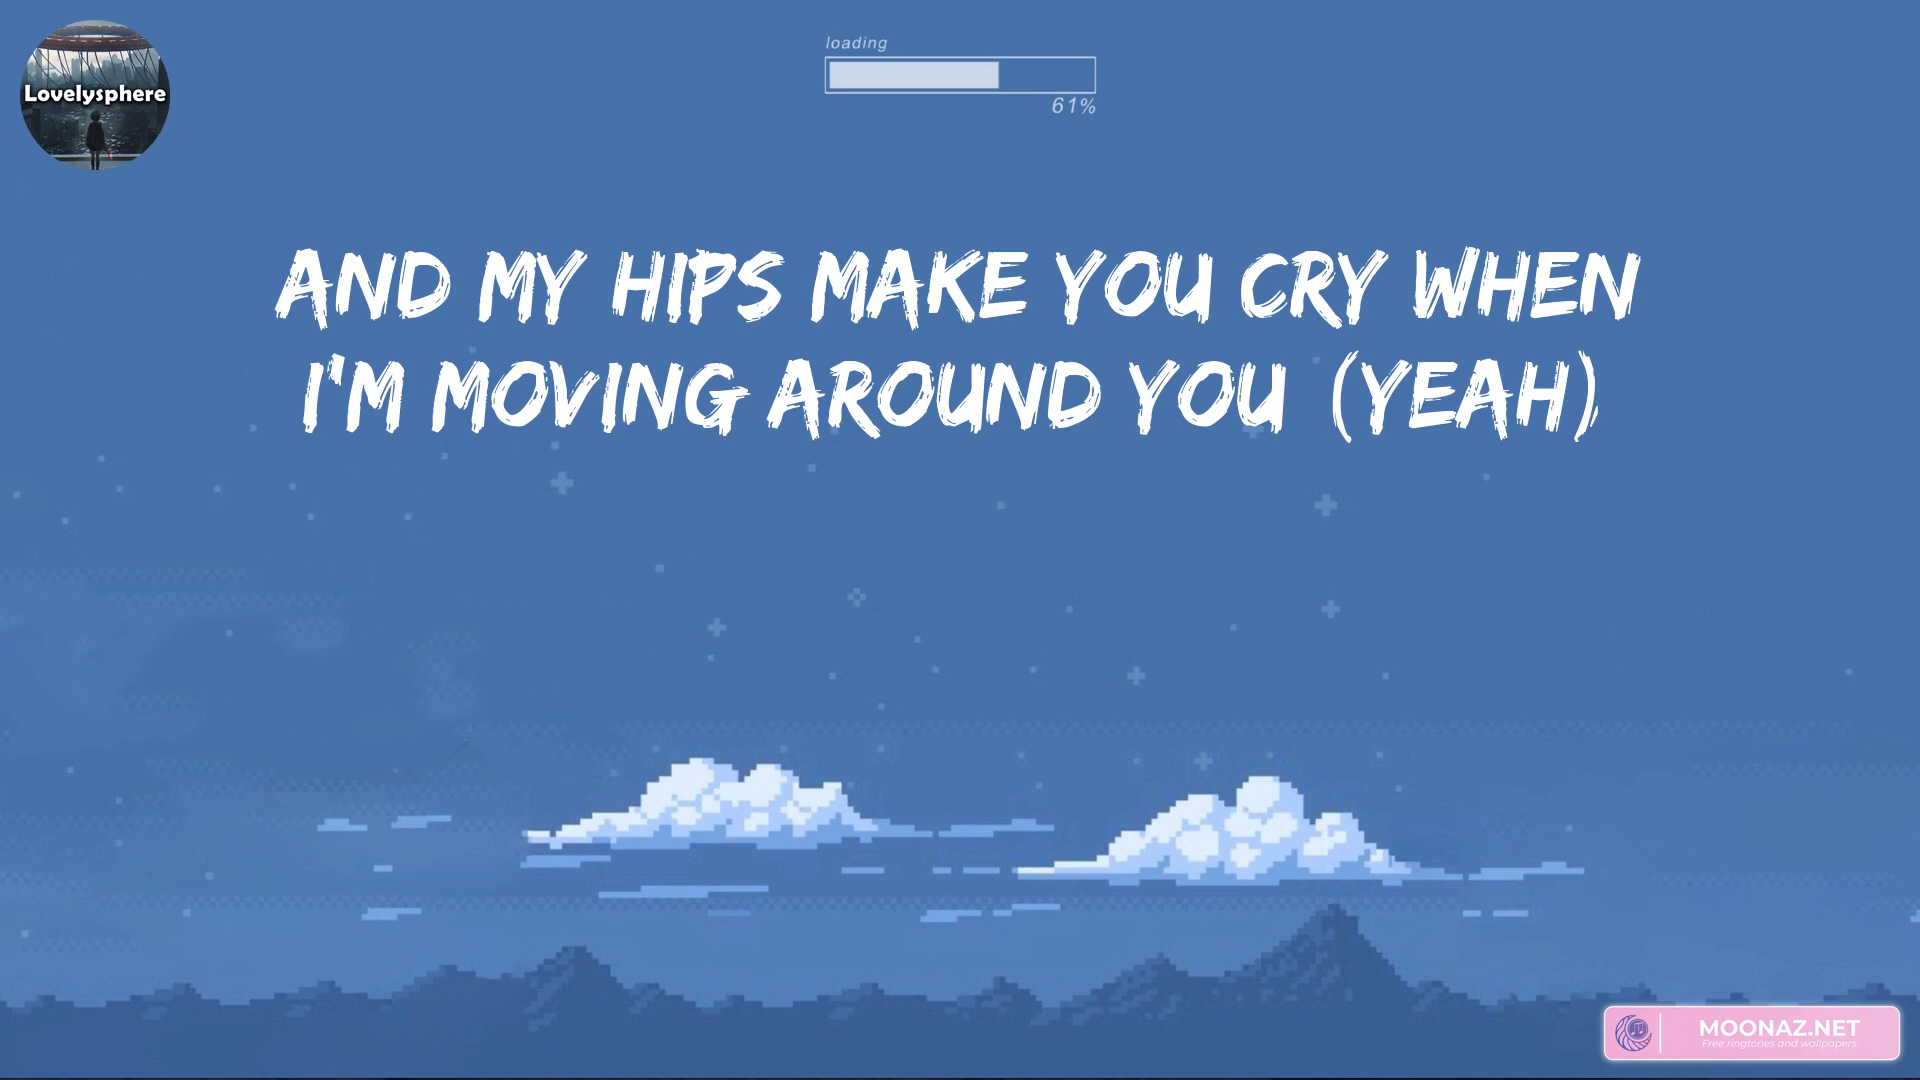 loading
61%
Lovelysphere
AND MY HIPS MAKE YOU CRY WHEN
I'M MOVING AROUND YOU (YEAH)
MOONAZ.NET
Free ringtones and wallpapers